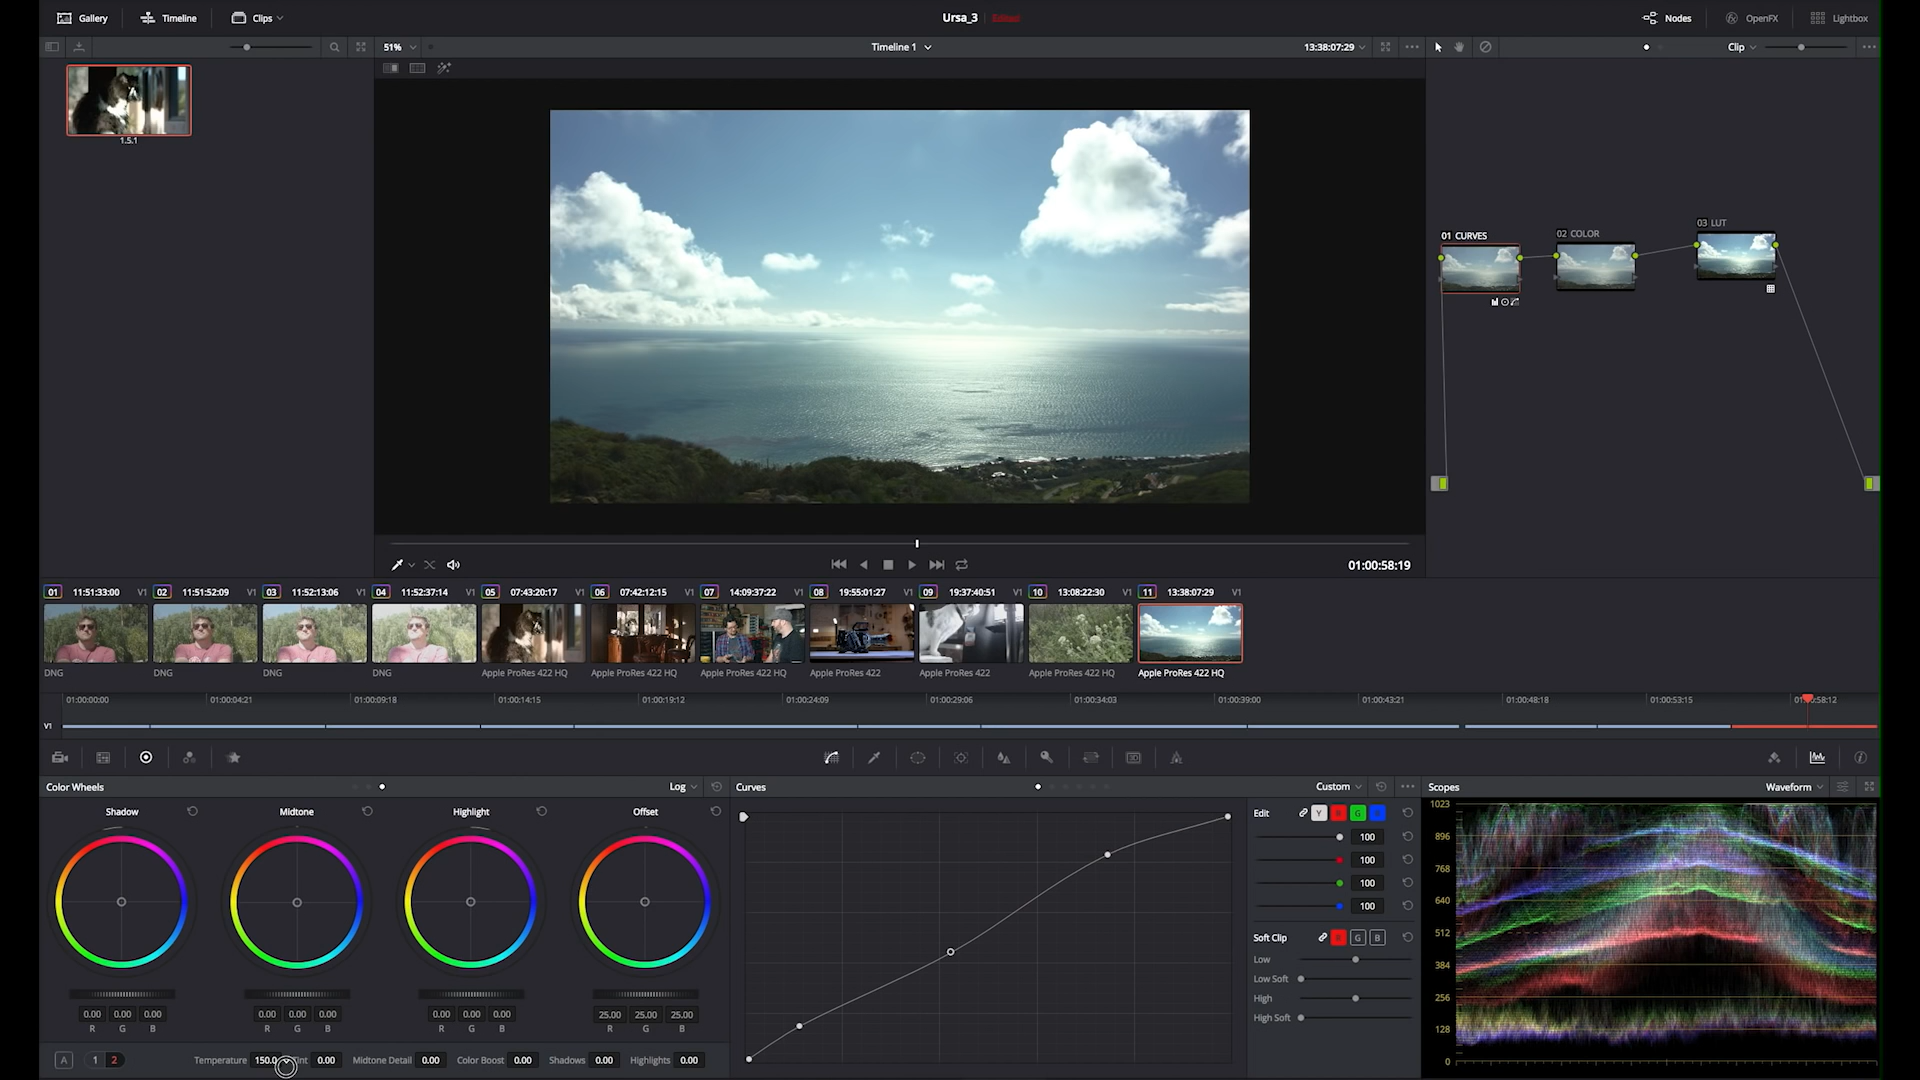 Gallery Timeline Clips Ursa_3 Edited Nodes OpenFX Lightbox
51% Timeline 1 13:38:07:29 Clip
1.5.1
01 CURVES 02 COLOR 03 LUT
01:00:58:19
01 11:51:33:00 V1 02 11:51:52:09 V1 03 11:52:13:06 V1 04 11:52:37:14 V1 05 07:43:20:17 V1 06 07:42:12:15 V1 07 14:09:37:22 V1 08 19:55:01:27 V1 09 19:37:40:51 V1 10 13:08:22:30 V1 11 13:38:07:29 V1
DNG DNG DNG DNG Apple ProRes 422 HQ Apple ProRes 422 HQ Apple ProRes 422 HQ Apple ProRes 422 Apple ProRes 422 Apple ProRes 422 HQ Apple ProRes 422 HQ
01:00:00:00 01:00:04:21 01:00:09:18 01:00:14:15 01:00:19:12 01:00:24:09 01:00:29:06 01:00:34:03 01:00:39:00 01:00:43:21 01:00:48:18 01:00:53:15 58:12
V1
3D
Color Wheels Log Curves Custom Scopes Waveform
Shadow Midtone Highlight Offset
Edit Y R G
100
100
100
100
Soft Clip R G B
Low
Low Soft
High
High Soft
1023
896
768
640
512
384
256
128
0
0.00 0.00 0.00 0.00 0.00 0.00 0.00 0.00 0.00 25.00 25.00 25.00
R G B R G B R G B R G B
A 1 2 Temperature 150.0 Tint 0.00 Midtone Detail 0.00 Color Boost 0.00 Shadows 0.00 Highlights 0.00